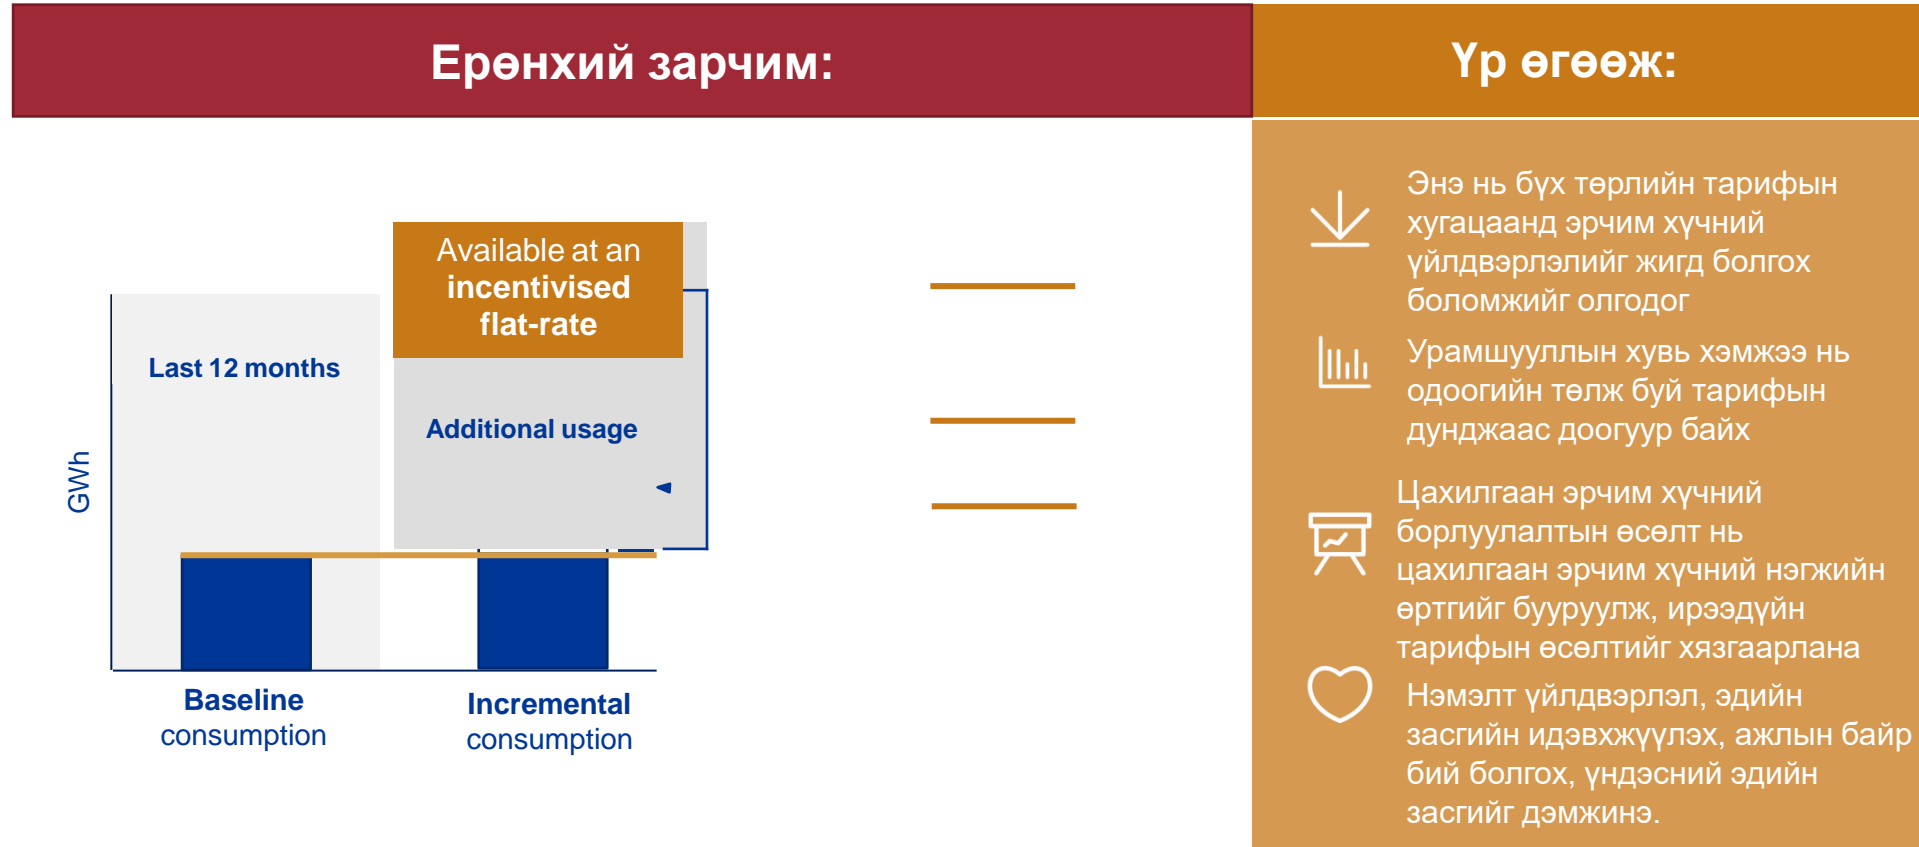 Ерөнхий зарчим:
Үр өгөөж:
Available at an
incentivised
flat-rate
Last 12 months
Additional usage
GWh
Baseline
consumption
Incremental
consumption
Энэ нь бүх төрлийн тарифын
хугацаанд эрчим хүчний
үйлдвэрлэлийг жигд болгох
боломжийг олгодог
Урамшууллын хувь хэмжээ нь
одоогийн төлж буй тарифын
дунджаас доогуур байх
Цахилгаан эрчим хүчний
борлуулалтын өсөлт нь
цахилгаан эрчим хүчний нэгжийн
өртгийг бууруулж, ирээдүйн
тарифын өсөлтийг хязгаарлана
Нэмэлт үйлдвэрлэл, эдийн
засгийн идэвхжүүлэх, ажлын байр
бий болгох, үндэсний эдийн
засгийг дэмжинэ.